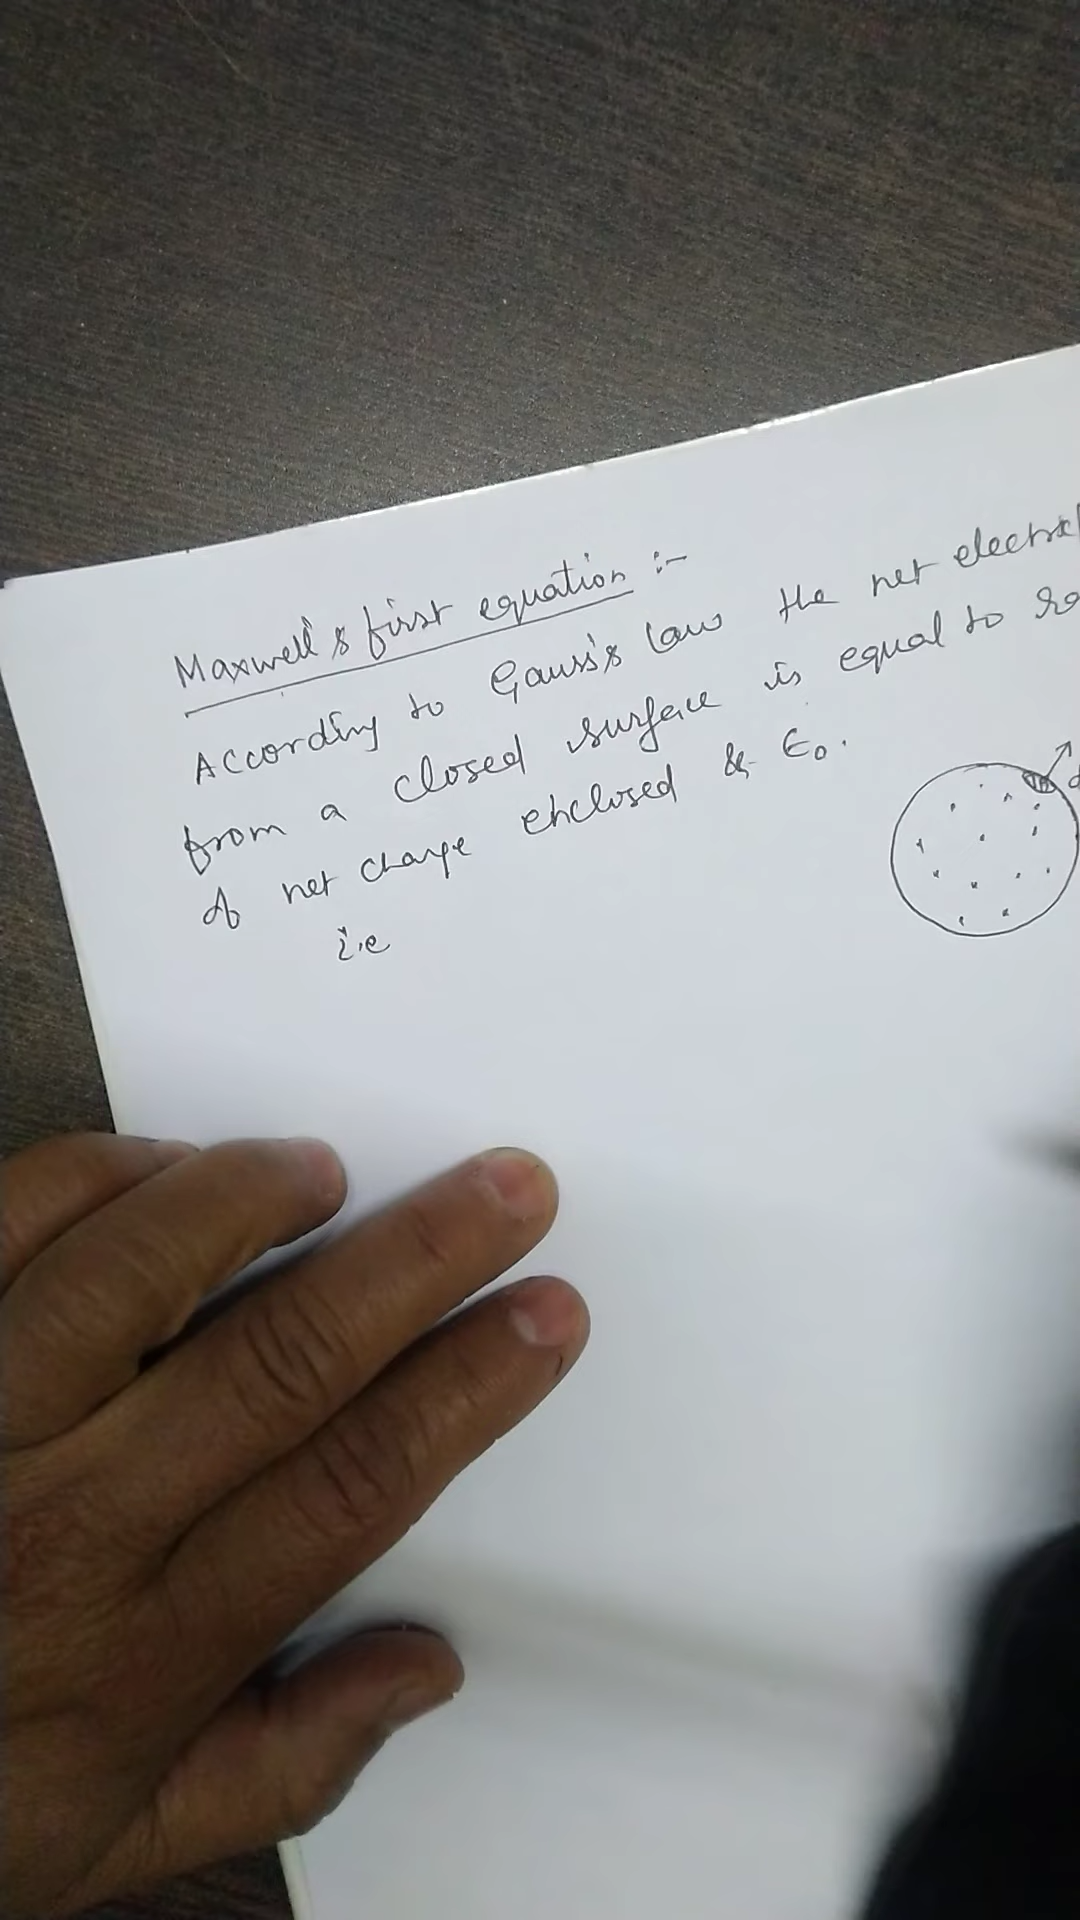 Maxwell's first equation :-
According to Gauss's law the net electric
from a closed surface is equal to
of net charge enclosed & ϵ₀.
i.e